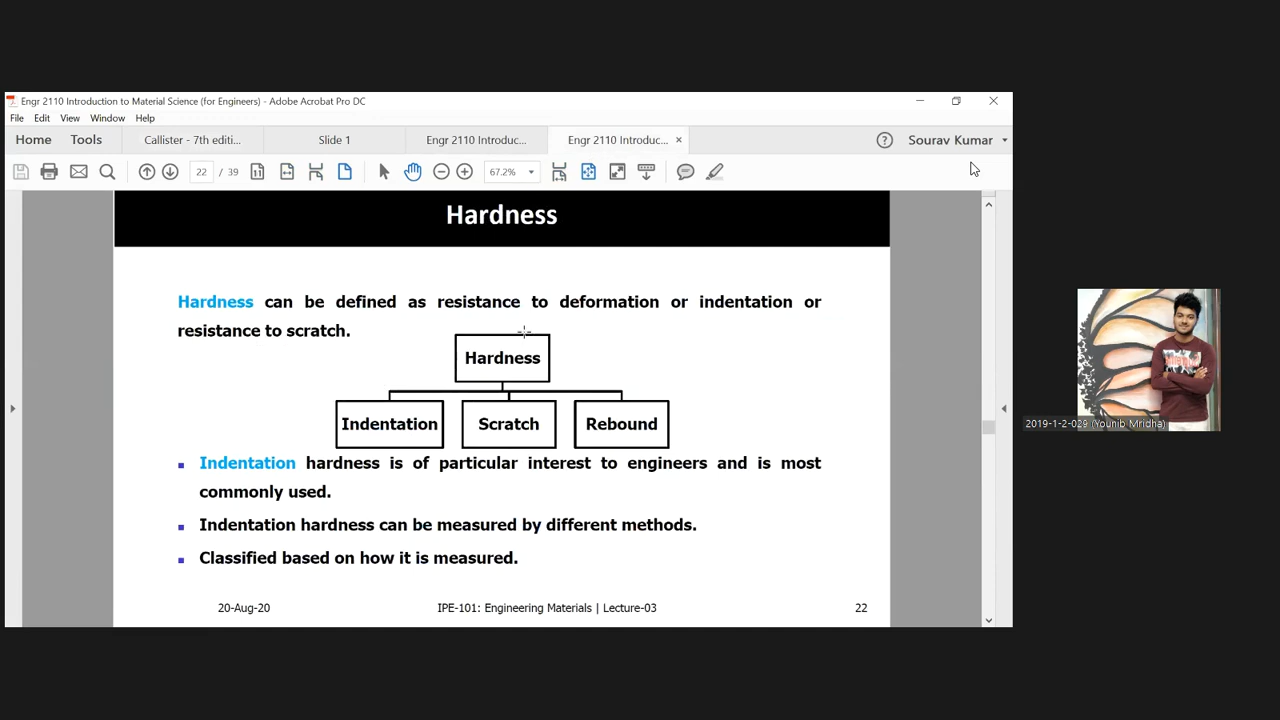 Engr 2110 Introduction to Material Science (for Engineers) - Adobe Acrobat Pro DC
File Edit View Window Help
Home Tools Callister - 7th editi... Slide 1 Engr 2110 Introduc... Engr 2110 Introduc... × Sourav Kumar
22 / 39 67.2%
Hardness
Hardness can be defined as resistance to deformation or indentation or
resistance to scratch.
Hardness
Indentation Scratch Rebound
Indentation hardness is of particular interest to engineers and is most
commonly used.
Indentation hardness can be measured by different methods.
Classified based on how it is measured.
20-Aug-20 IPE-101: Engineering Materials | Lecture-03 22
2019-1-2-029 (Younib Mridha)